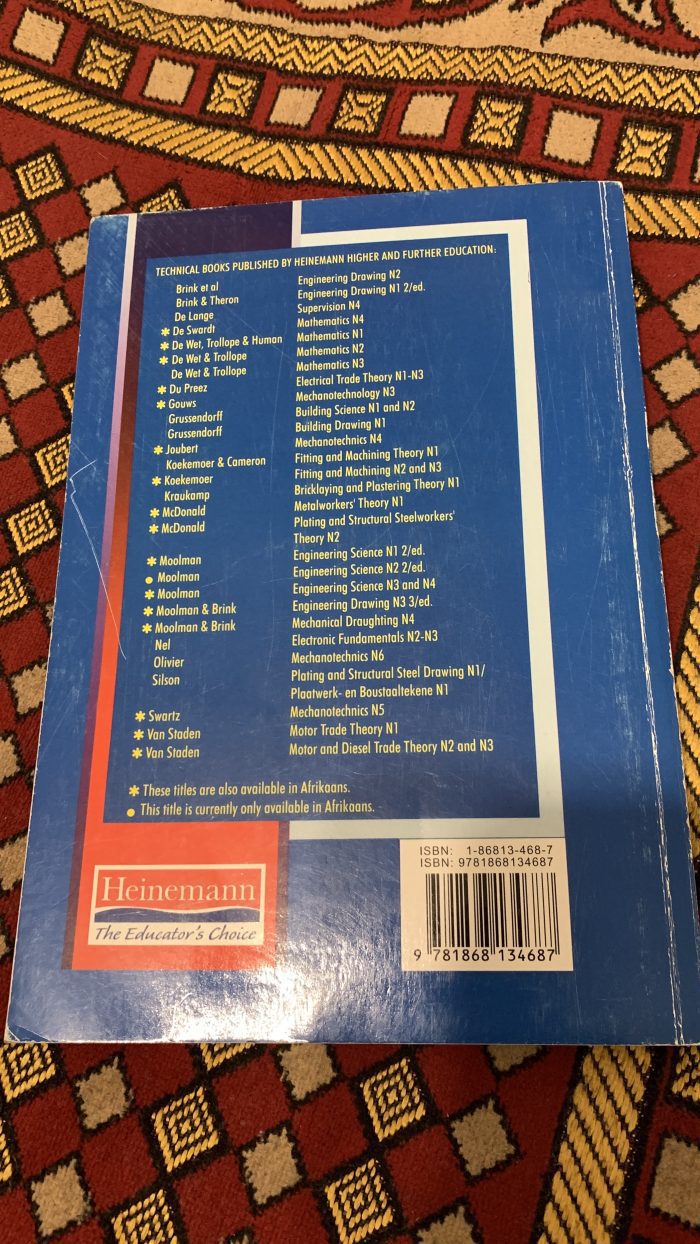 TECHNICAL BOOKS PUBLISHED BY HEINEMANN HIGHER AND FURTHER EDUCATION:
Brink et al Engineering Drawing N2
Brink & Theron Engineering Drawing N1 2/ed.
De Lange Supervision N4
* De Swardt Mathematics N4
* De Wet, Trollope & Human Mathematics N1
* De Wet & Trollope Mathematics N2
De Wet & Trollope Mathematics N3
* Du Preez Electrical Trade Theory N1-N3
* Gouws Mechanotechnology N3
Grussendorff Building Science N1 and N2
Grussendorff Building Drawing N1
* Joubert Mechanotechnics N4
Koekemoer & Cameron Fitting and Machining Theory N1
* Koekemoer Fitting and Machining N2 and N3
Kraukamp Bricklaying and Plastering Theory N1
* McDonald Metalworkers' Theory N1
* McDonald Plating and Structural Steelworkers'
Theory N2
* Moolman Engineering Science N1 2/ed.
● Moolman Engineering Science N2 2/ed.
* Moolman Engineering Science N3 and N4
* Moolman & Brink Engineering Drawing N3 3/ed.
* Moolman & Brink Mechanical Draughting N4
Nel Electronic Fundamentals N2-N3
Olivier Mechanotechnics N6
Silson Plating and Structural Steel Drawing N1/
Plaatwerk- en Boustaaltekene N1
* Swartz Mechanotechnics N5
* Van Staden Motor Trade Theory N1
* Van Staden Motor and Diesel Trade Theory N2 and N3
* These titles are also available in Afrikaans.
● This title is currently only available in Afrikaans.
Heinemann
The Educator's Choice
ISBN: 1-86813-468-7
ISBN: 9781868134687
9 781868 134687